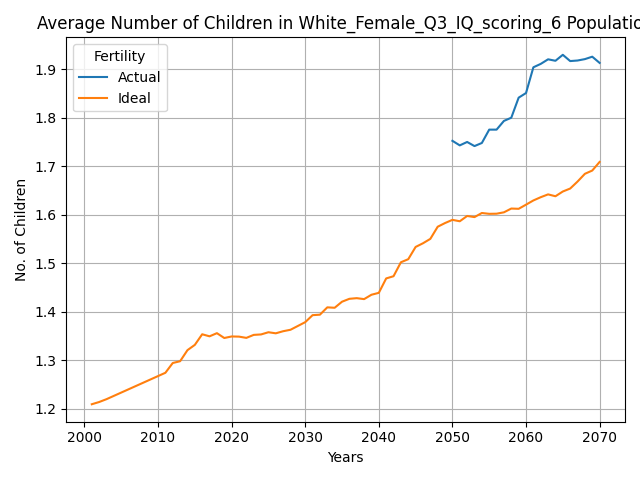 Average Number of Children in White_Female_Q3_IQ_scoring_6 Populatio
Fertility
Actual
Ideal
No. of Children
1.9
1.8
1.7
1.6
1.5
1.4
1.3
1.2
2000 2010 2020 2030 2040 2050 2060 2070
Years